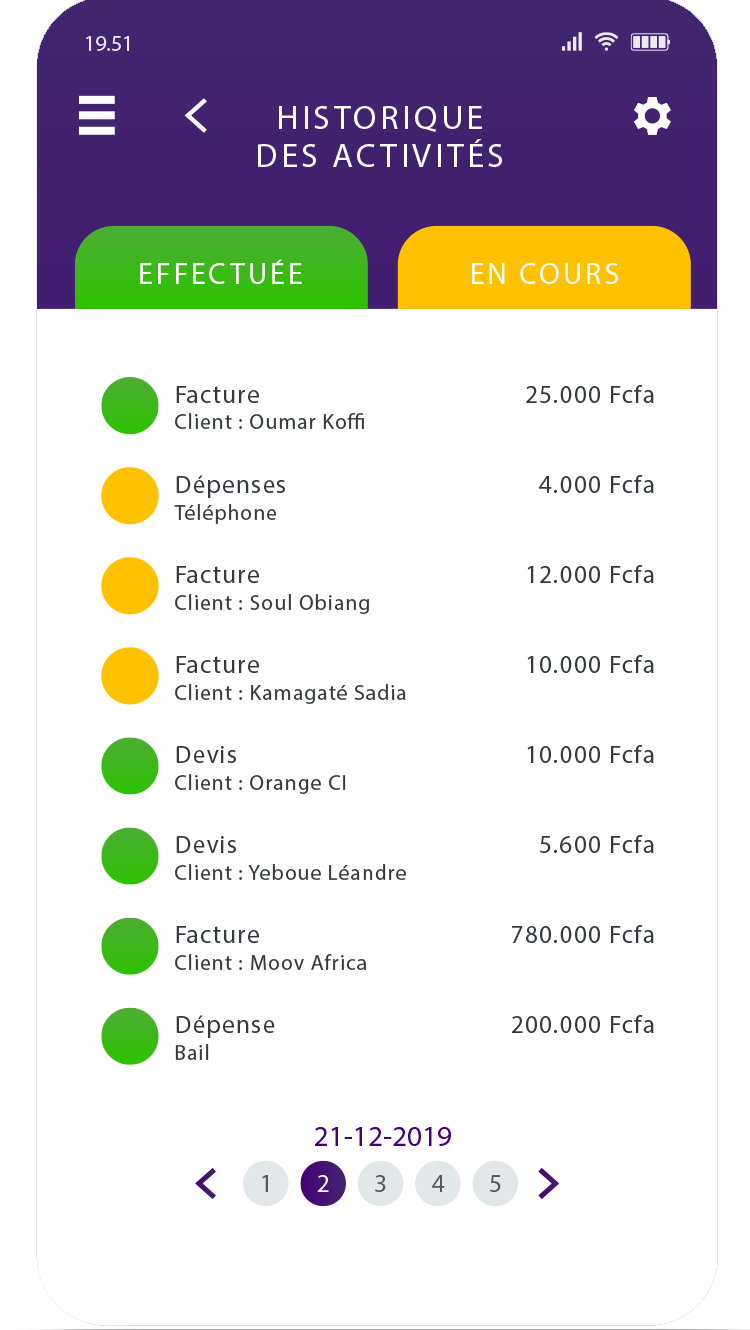 19.51
HISTORIQUE
DES ACTIVITÉS
EFFECTUÉE
EN COURS
Facture
25.000 Fcfa
Client : Oumar Koffi
Dépenses
4.000 Fcfa
Téléphone
Facture
12.000 Fcfa
Client : Soul Obiang
Facture
10.000 Fcfa
Client : Kamagaté Sadia
Devis
10.000 Fcfa
Client : Orange CI
Devis
5.600 Fcfa
Client : Yeboue Léandre
Facture
780.000 Fcfa
Client : Moov Africa
Dépense
200.000 Fcfa
Bail
21-12-2019
1 2 3 4 5